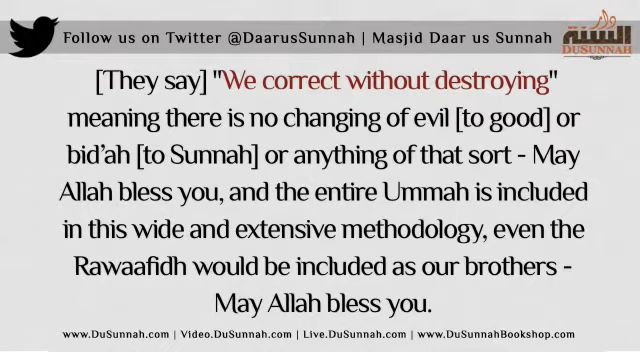 Follow us on Twitter @DaarusSunnah | Masjid Daar us Sunnah
دار
السنة
DUSUNNAH
[They say] "We correct without destroying"
meaning there is no changing of evil [to good] or
bid’ah [to Sunnah] or anything of that sort - May
Allah bless you, and the entire Ummah is included
in this wide and extensive methodology, even the
Rawaafidh would be included as our brothers -
May Allah bless you.
www.DuSunnah.com | Video.DuSunnah.com | Live.DuSunnah.com | www.DuSunnahBookshop.com